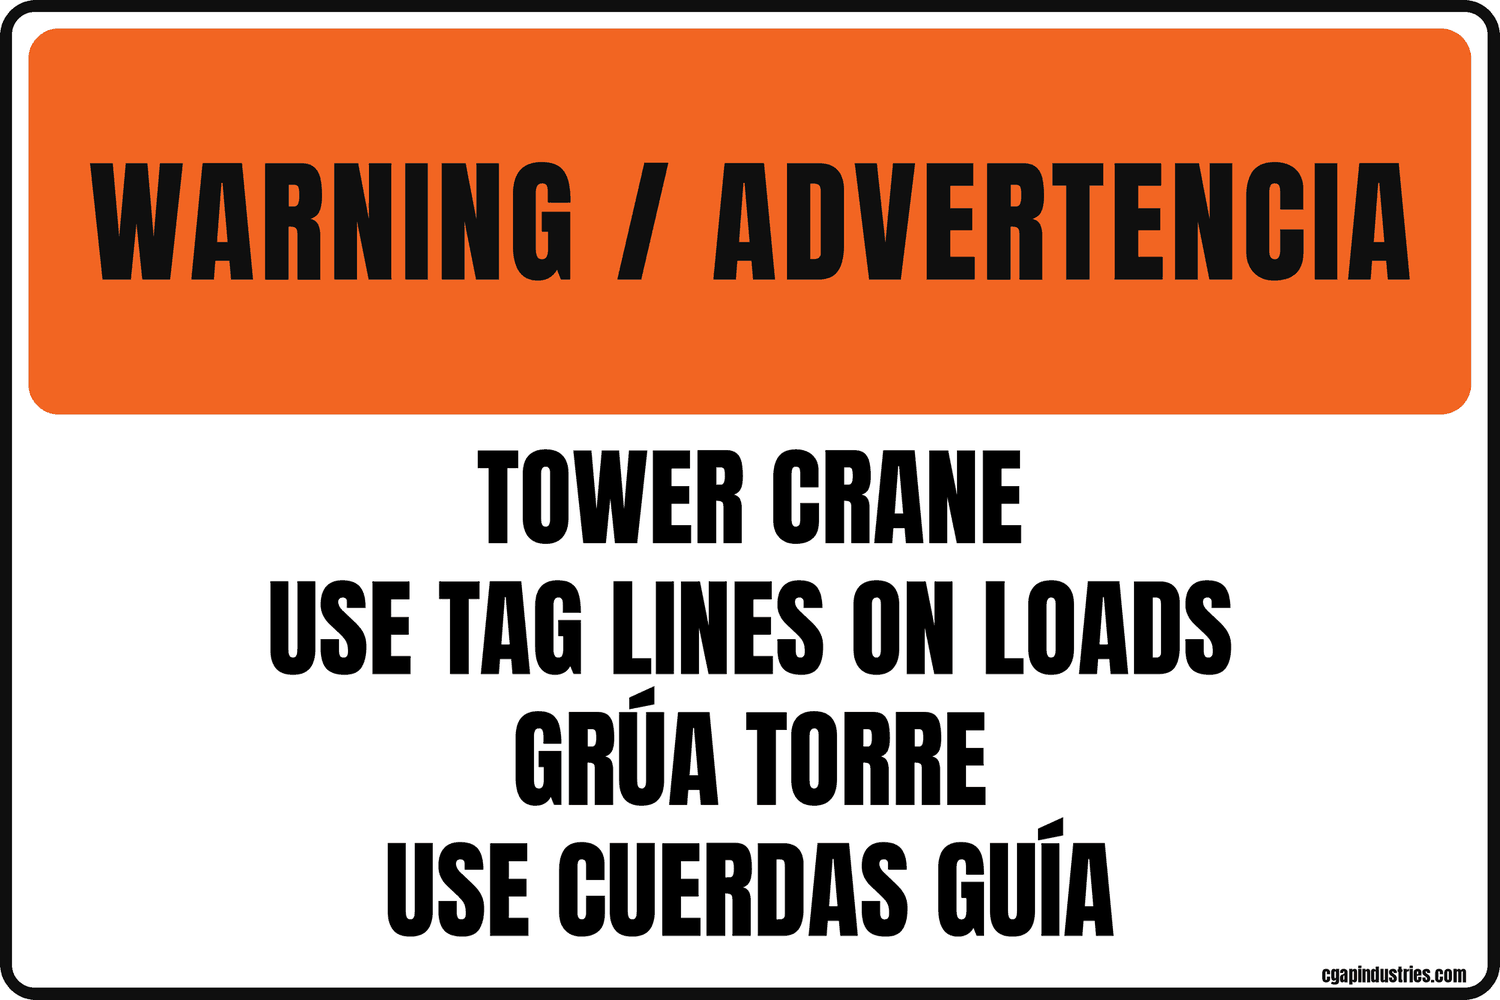 WARNING / ADVERTENCIA
TOWER CRANE
USE TAG LINES ON LOADS
GRÚA TORRE
USE CUERDAS GUÍA
cgapindustries.com